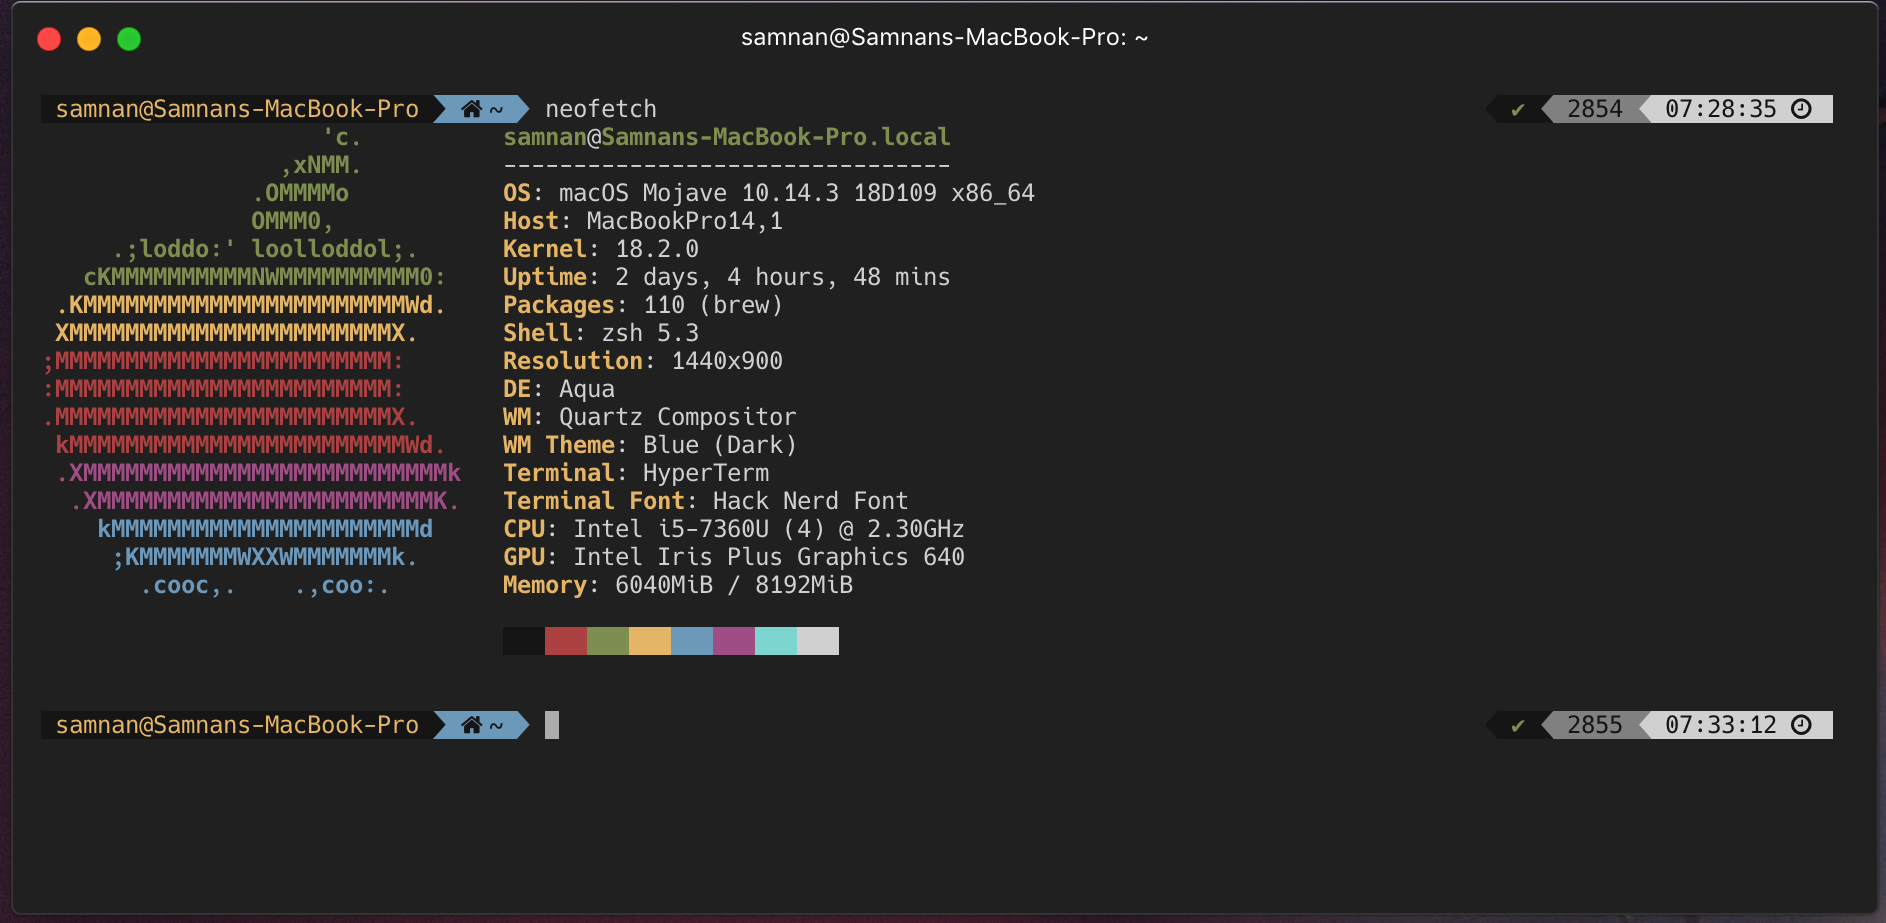 samnan@Samnans-MacBook-Pro: ~
samnan@Samnans-MacBook-Pro ~ neofetch ✔ 2854 07:28:35
'c. samnan@Samnans-MacBook-Pro.local
,xNMM. --------------------------------
.OMMMMo OS: macOS Mojave 10.14.3 18D109 x86_64
OMMM0, Host: MacBookPro14,1
.;loddo:' loolloddol;. Kernel: 18.2.0
cKMMMMMMMMMMNWMMMMMMMMMM0: Uptime: 2 days, 4 hours, 48 mins
.KMMMMMMMMMMMMMMMMMMMMMMMWd. Packages: 110 (brew)
XMMMMMMMMMMMMMMMMMMMMMMMX. Shell: zsh 5.3
;MMMMMMMMMMMMMMMMMMMMMMMM: Resolution: 1440x900
:MMMMMMMMMMMMMMMMMMMMMMMM: DE: Aqua
.MMMMMMMMMMMMMMMMMMMMMMMMX. WM: Quartz Compositor
kMMMMMMMMMMMMMMMMMMMMMMMMWd. WM Theme: Blue (Dark)
.XMMMMMMMMMMMMMMMMMMMMMMMMMMk Terminal: HyperTerm
.XMMMMMMMMMMMMMMMMMMMMMMMMK. Terminal Font: Hack Nerd Font
kMMMMMMMMMMMMMMMMMMMMMMd CPU: Intel i5-7360U (4) @ 2.30GHz
;KMMMMMMMWXXWMMMMMMMk. GPU: Intel Iris Plus Graphics 640
.cooc,. .,coo:. Memory: 6040MiB / 8192MiB
samnan@Samnans-MacBook-Pro ~ ✔ 2855 07:33:12